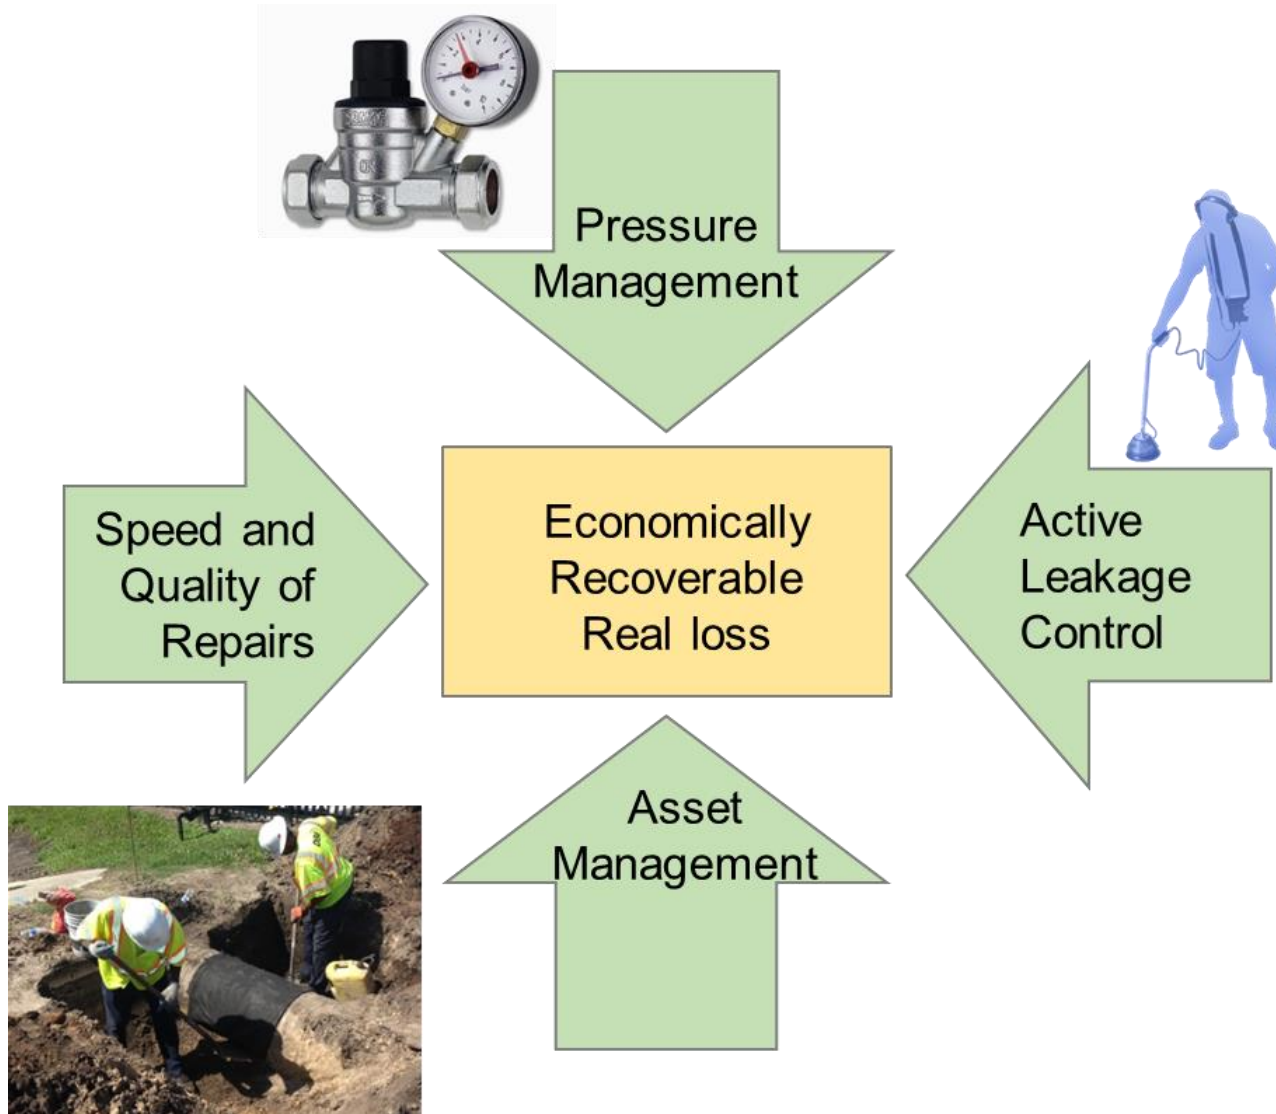 Pressure
Management
Speed and
Quality of
Repairs
Economically
Recoverable
Real loss
Active
Leakage
Control
Asset
Management